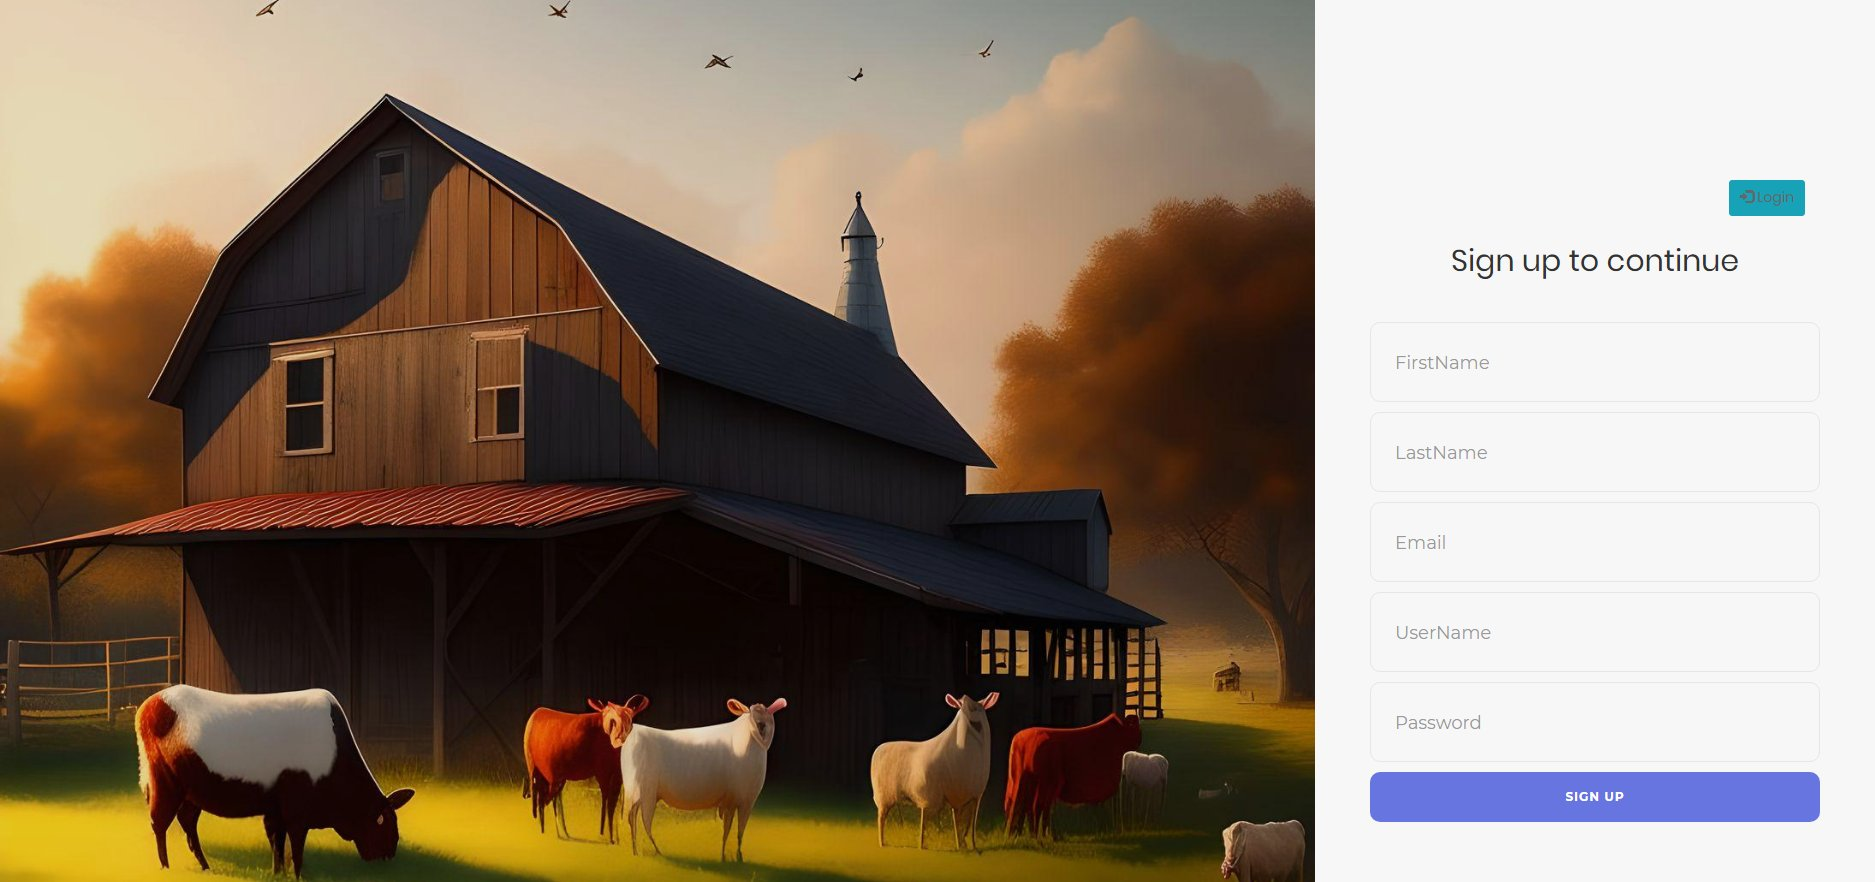 Login
Sign up to continue
FirstName
LastName
Email
UserName
Password
SIGN UP